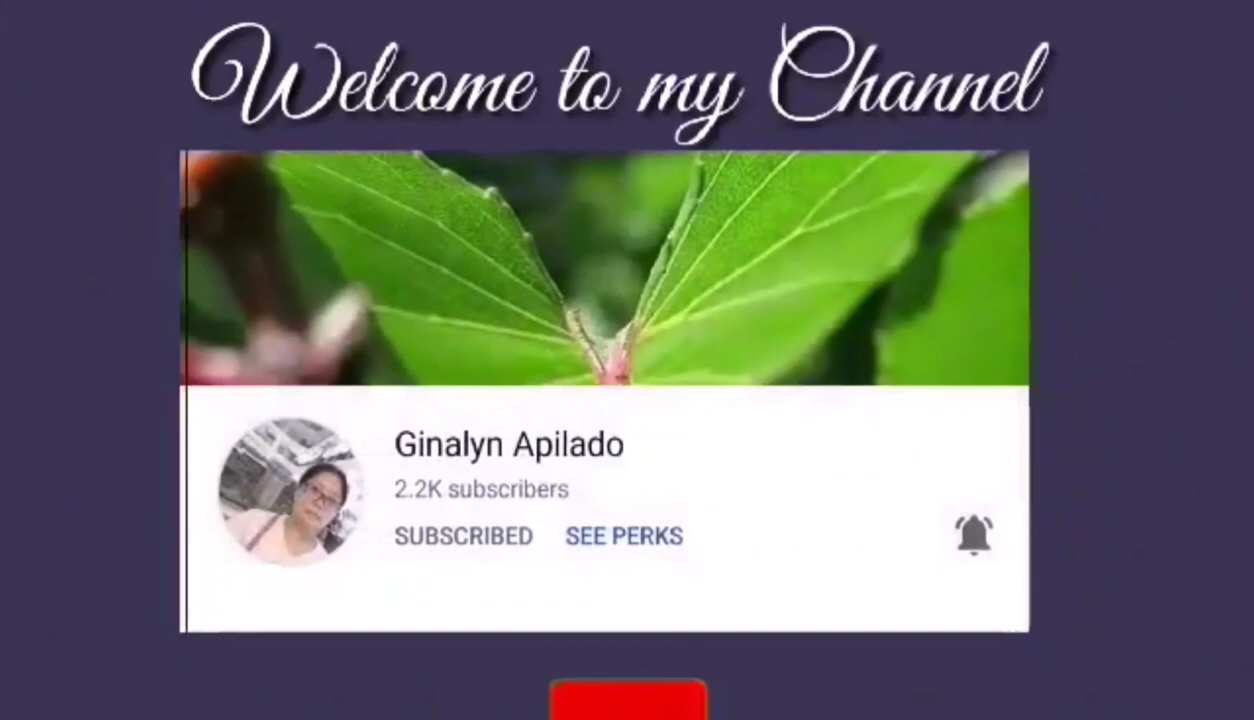 Welcome to my Channel
Ginalyn Apilado
2.2K subscribers
SUBSCRIBED SEE PERKS